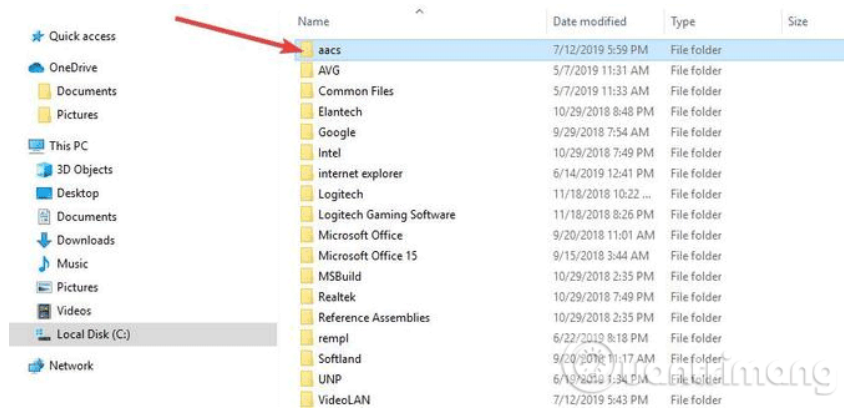 Name Date modified Type Size
Quick access
OneDrive
Documents
Pictures
This PC
3D Objects
Desktop
Documents
Downloads
Music
Pictures
Videos
Local Disk (C:)
Network
aacs 7/12/2019 5:59 PM File folder
AVG 5/7/2019 11:31 AM File folder
Common Files 5/7/2019 11:33 AM File folder
Elantech 10/29/2018 8:48 PM File folder
Google 9/29/2018 7:54 AM File folder
Intel 10/29/2018 7:49 PM File folder
internet explorer 6/14/2019 12:41 PM File folder
Logitech 11/18/2018 10:22 ... File folder
Logitech Gaming Software 11/18/2018 8:26 PM File folder
Microsoft Office 9/20/2018 11:01 AM File folder
Microsoft Office 15 9/15/2018 3:44 AM File folder
MSBuild 10/29/2018 2:35 PM File folder
Realtek 10/29/2018 7:49 PM File folder
Reference Assemblies 10/29/2018 2:35 PM File folder
rempl 6/22/2019 8:18 PM File folder
Softland 9/20/2018 11:17 AM File folder
UNP 6/19/2019 1:34 PM File folder
VideoLAN 7/12/2019 5:43 PM File folder
uantrimang